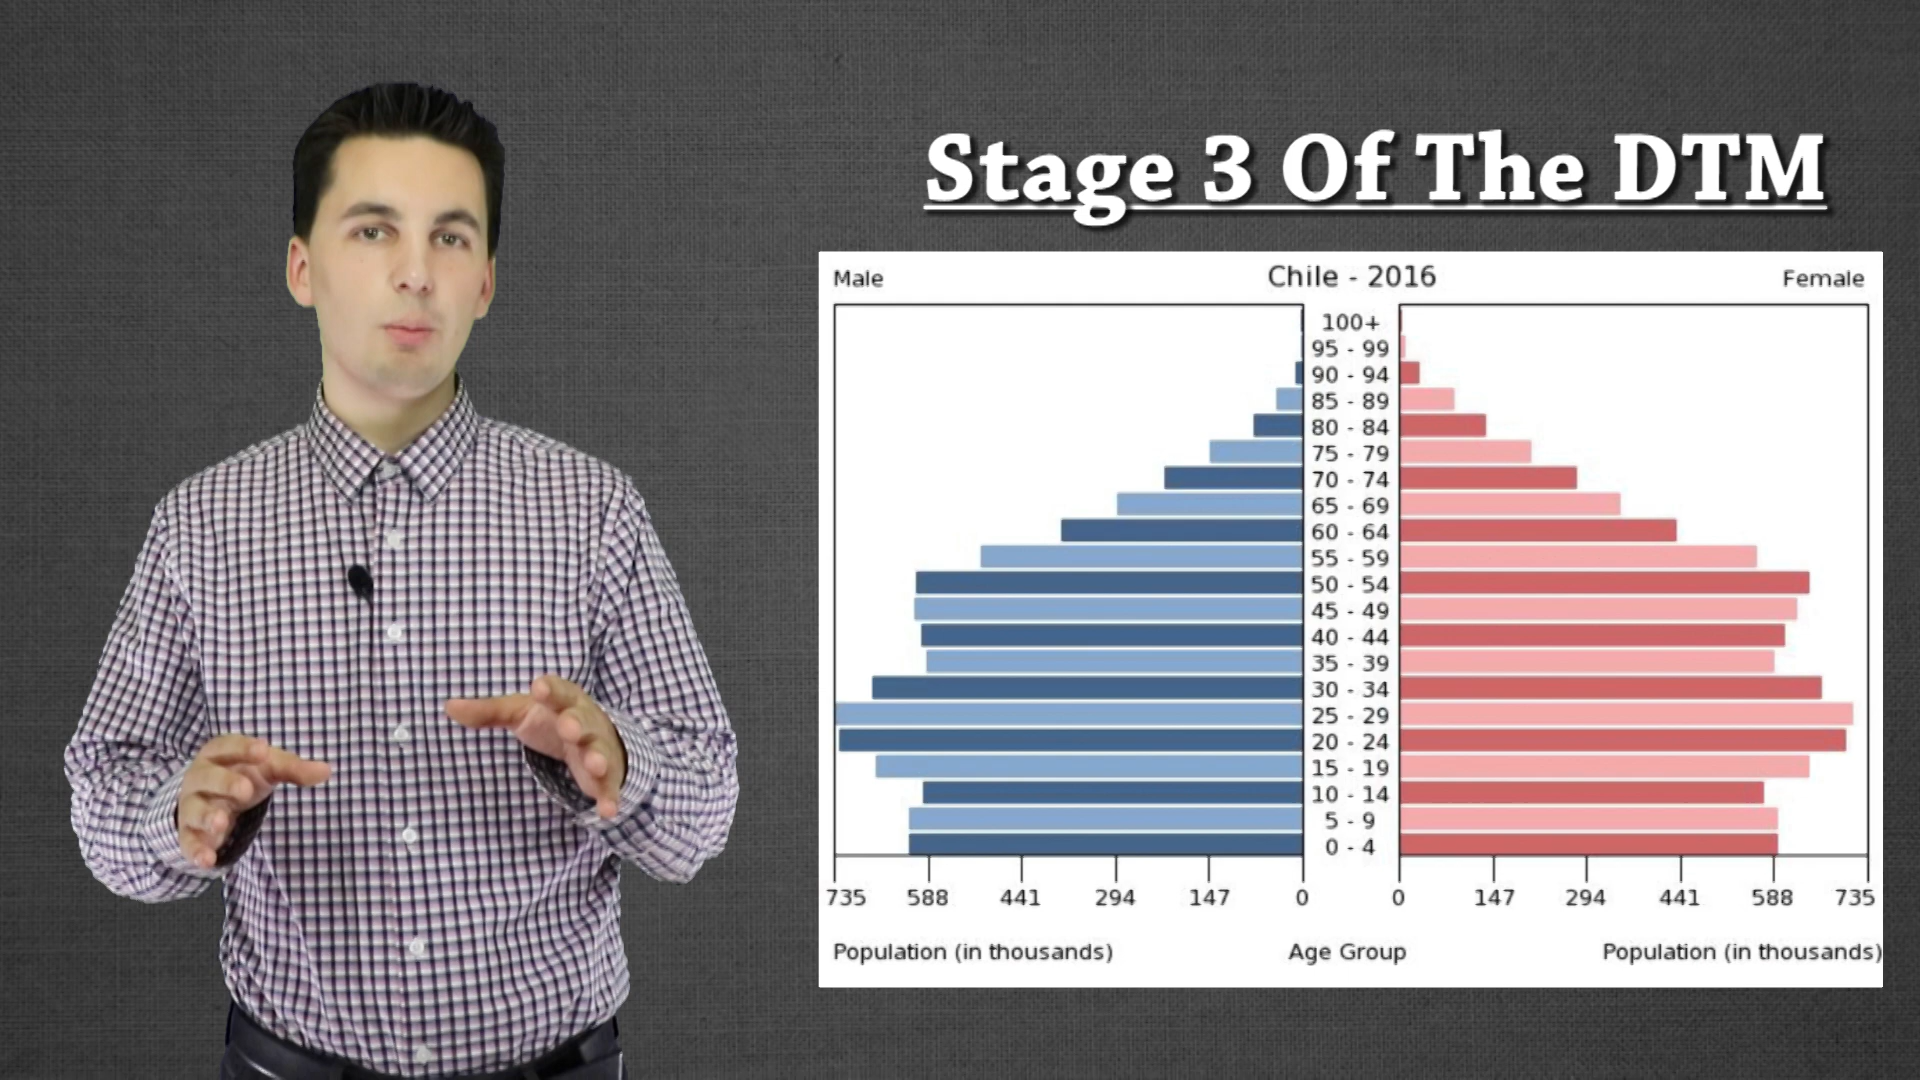 Stage 3 Of The DTM
Male Chile - 2016 Female
100+
95 - 99
90 - 94
85 - 89
80 - 84
75 - 79
70 - 74
65 - 69
60 - 64
55 - 59
50 - 54
45 - 49
40 - 44
35 - 39
30 - 34
25 - 29
20 - 24
15 - 19
10 - 14
5 - 9
0 - 4
735 588 441 294 147 0 0 147 294 441 588 735
Population (in thousands) Age Group Population (in thousands)